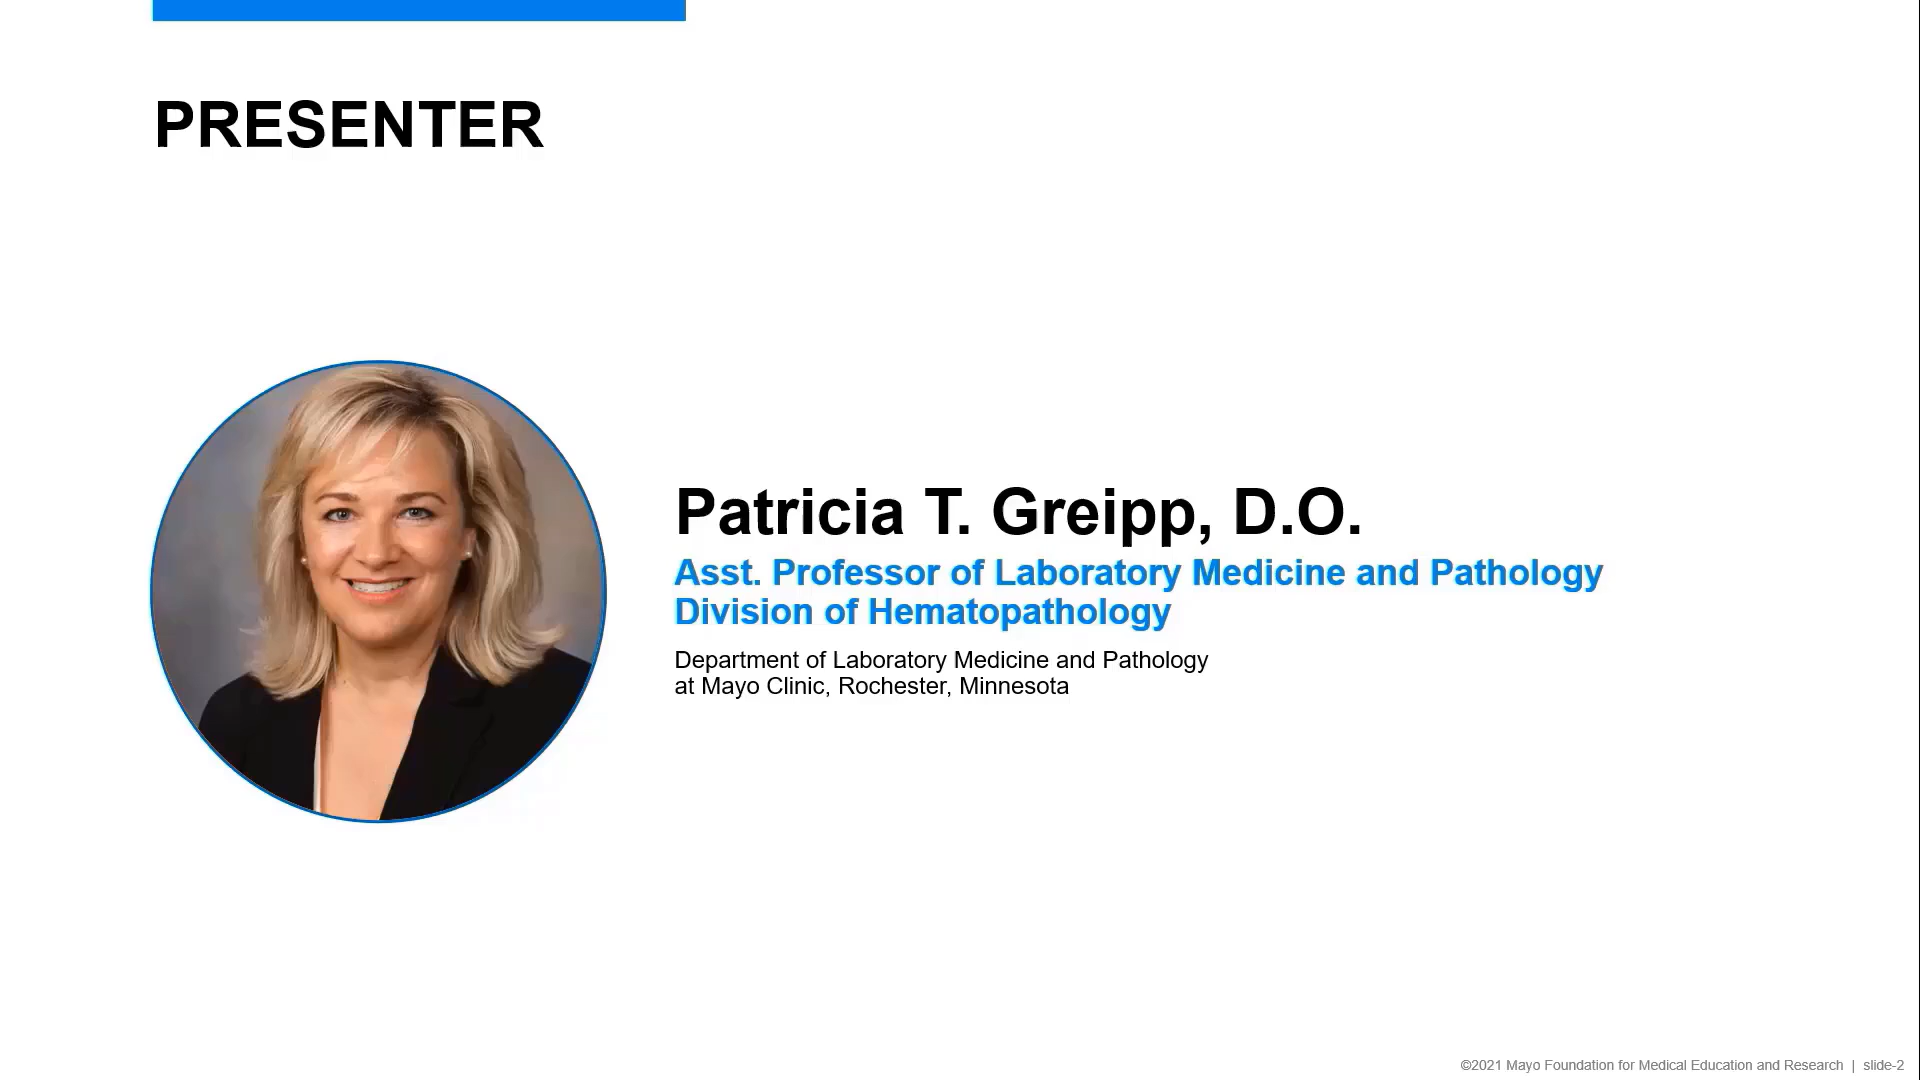 PRESENTER
Patricia T. Greipp, D.O.
Asst. Professor of Laboratory Medicine and Pathology
Division of Hematopathology
Department of Laboratory Medicine and Pathology
at Mayo Clinic, Rochester, Minnesota
©2021 Mayo Foundation for Medical Education and Research | slide-2